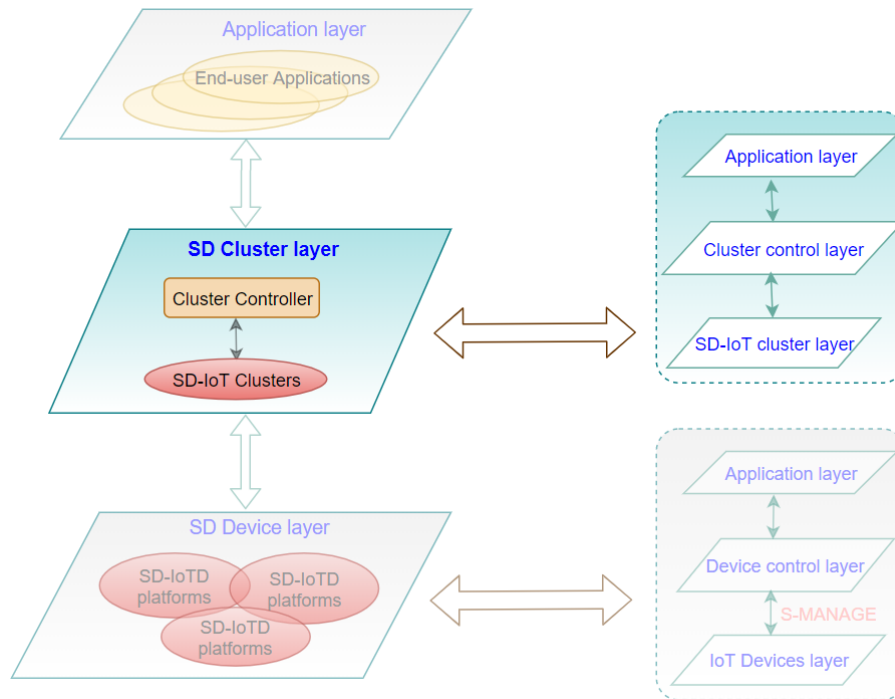 Application layer
End-user Applications
SD Cluster layer
Cluster Controller
SD-IoT Clusters
Application layer
Cluster control layer
SD-IoT cluster layer
SD Device layer
SD-IoTD
platforms
SD-IoTD
platforms
SD-IoTD
platforms
Application layer
Device control layer
S-MANAGE
IoT Devices layer